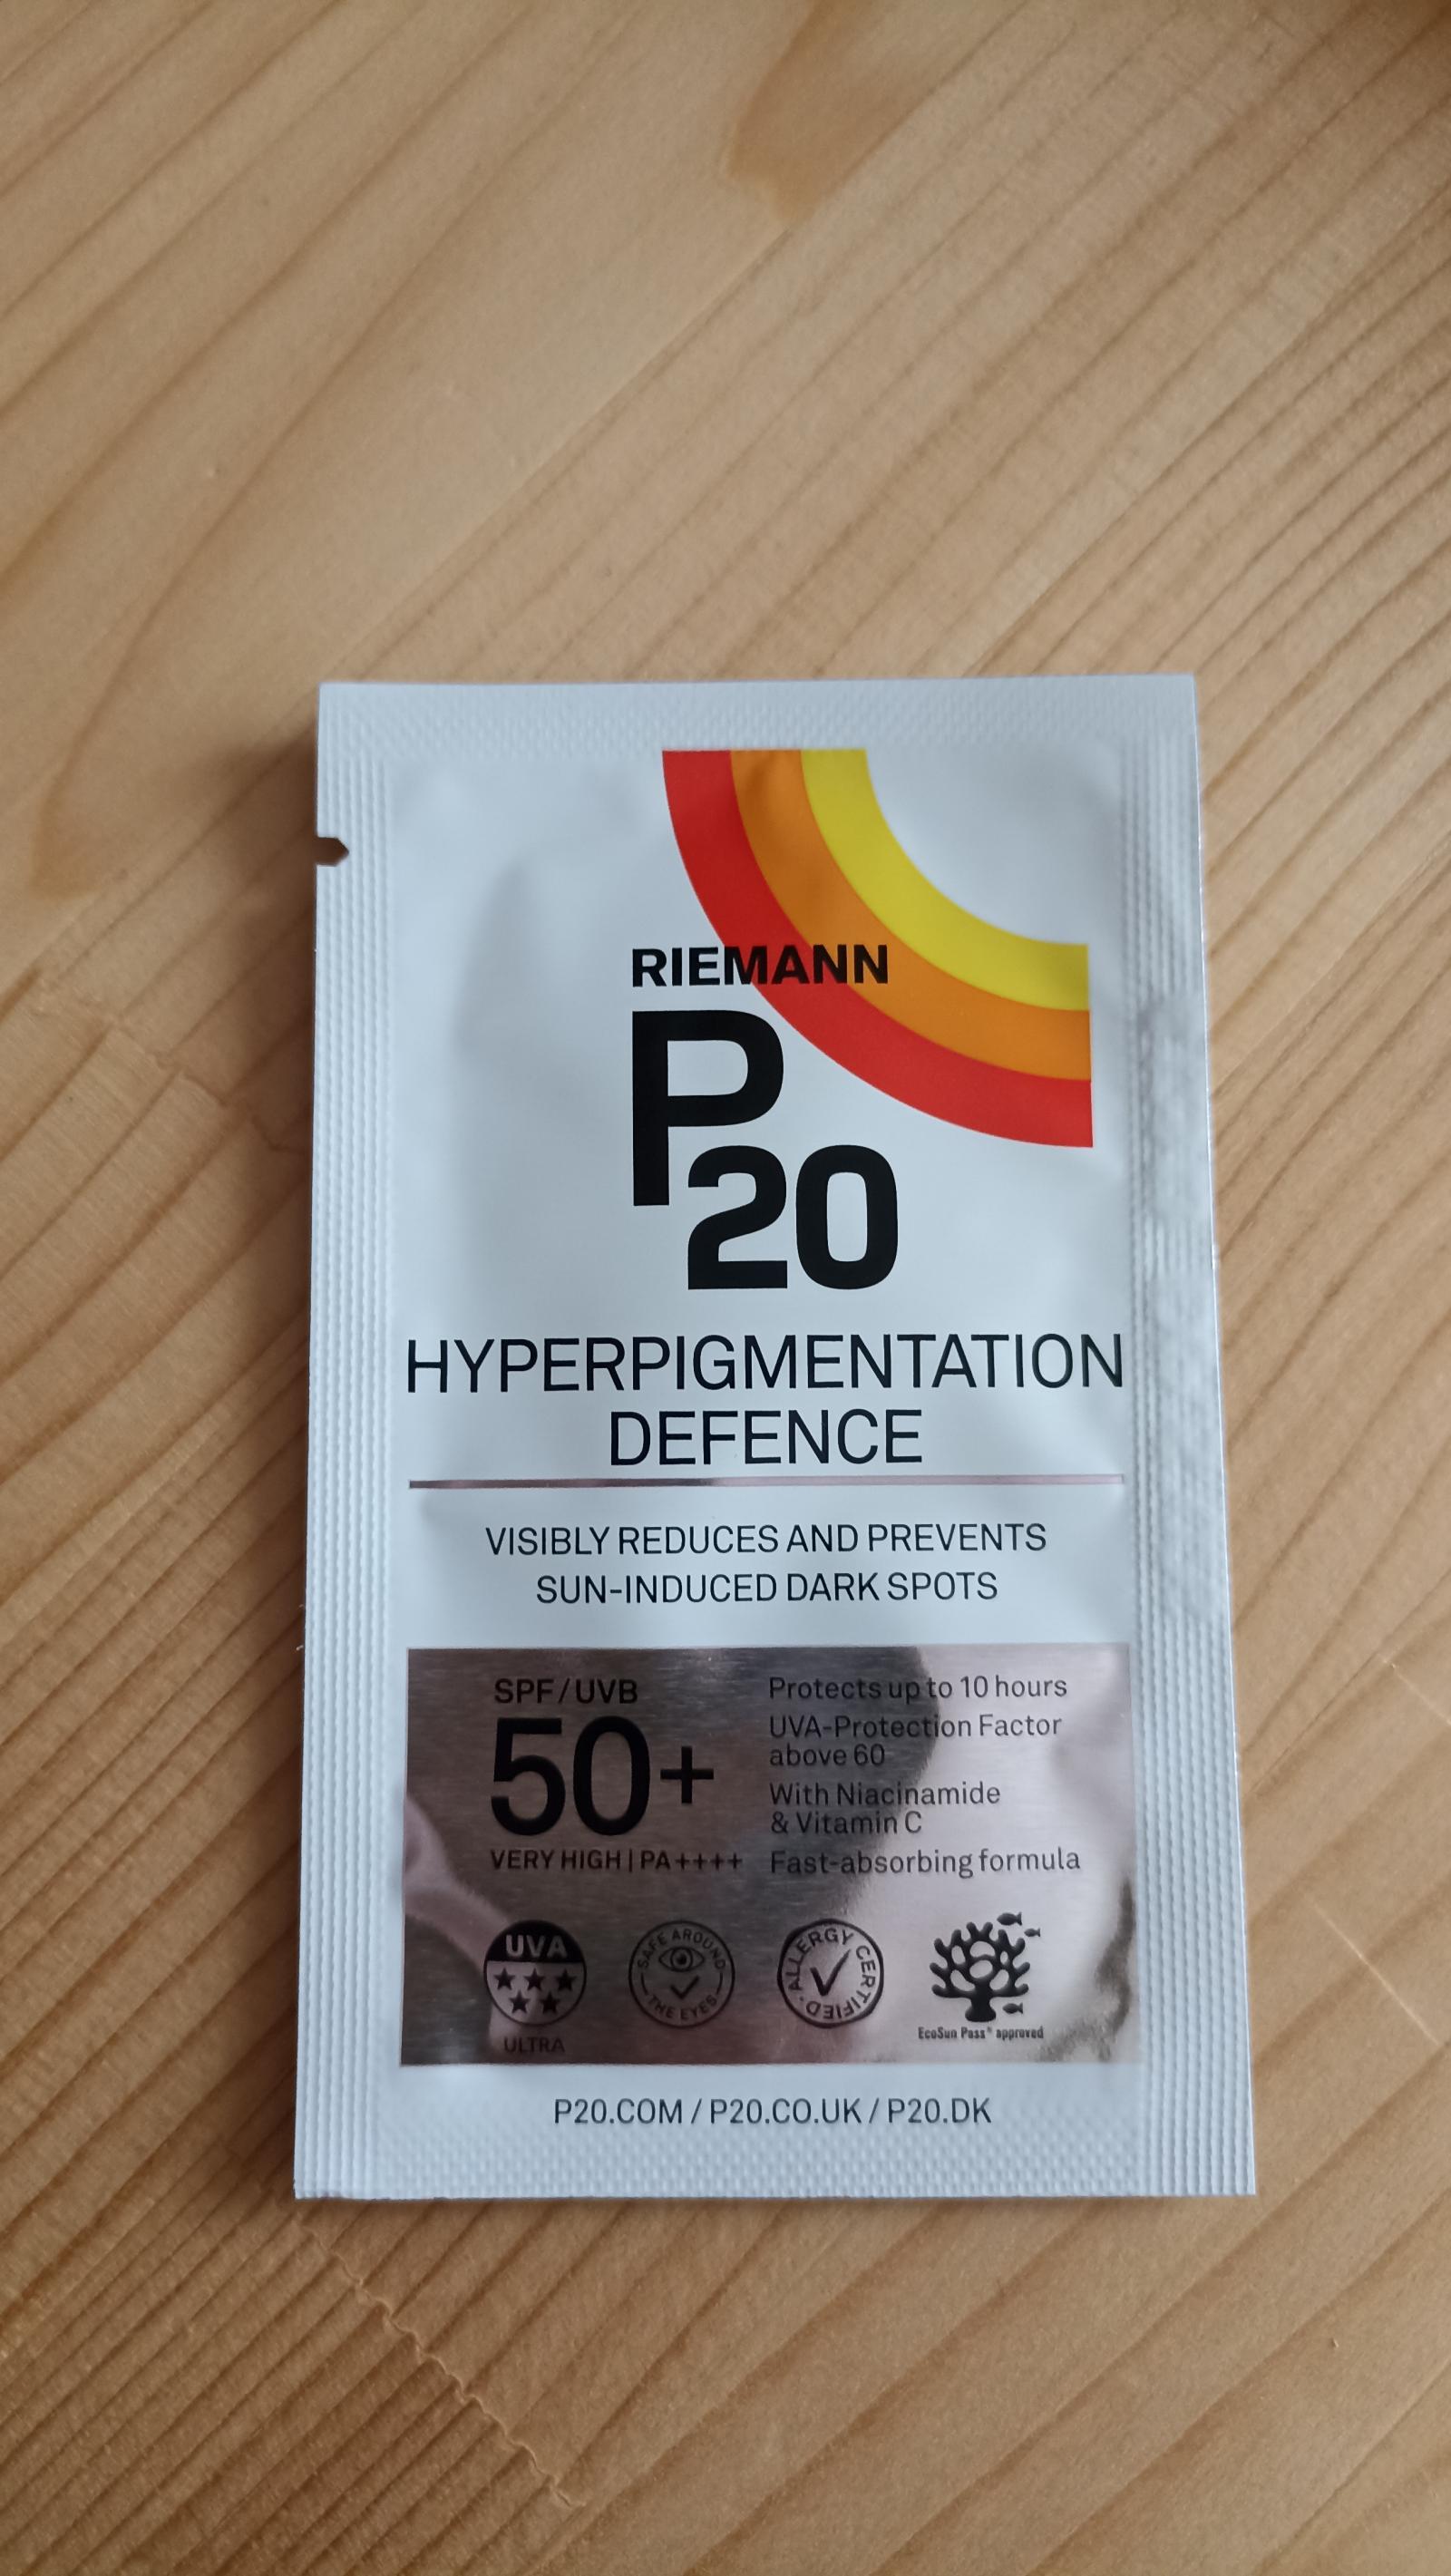 RIEMANN
P20
HYPERPIGMENTATION
DEFENCE
VISIBLY REDUCES AND PREVENTS
SUN-INDUCED DARK SPOTS
SPF/UVB
50+
VERY HIGH | PA++++
Protects up to 10 hours
UVA-Protection Factor
above 60
With Niacinamide
& Vitamin C
Fast-absorbing formula
UVA
ULTRA
SAFE AROUND
THE EYES
ALLERGY CERTIFIED
EcoSun Pass® approved
P20.COM / P20.CO.UK / P20.DK